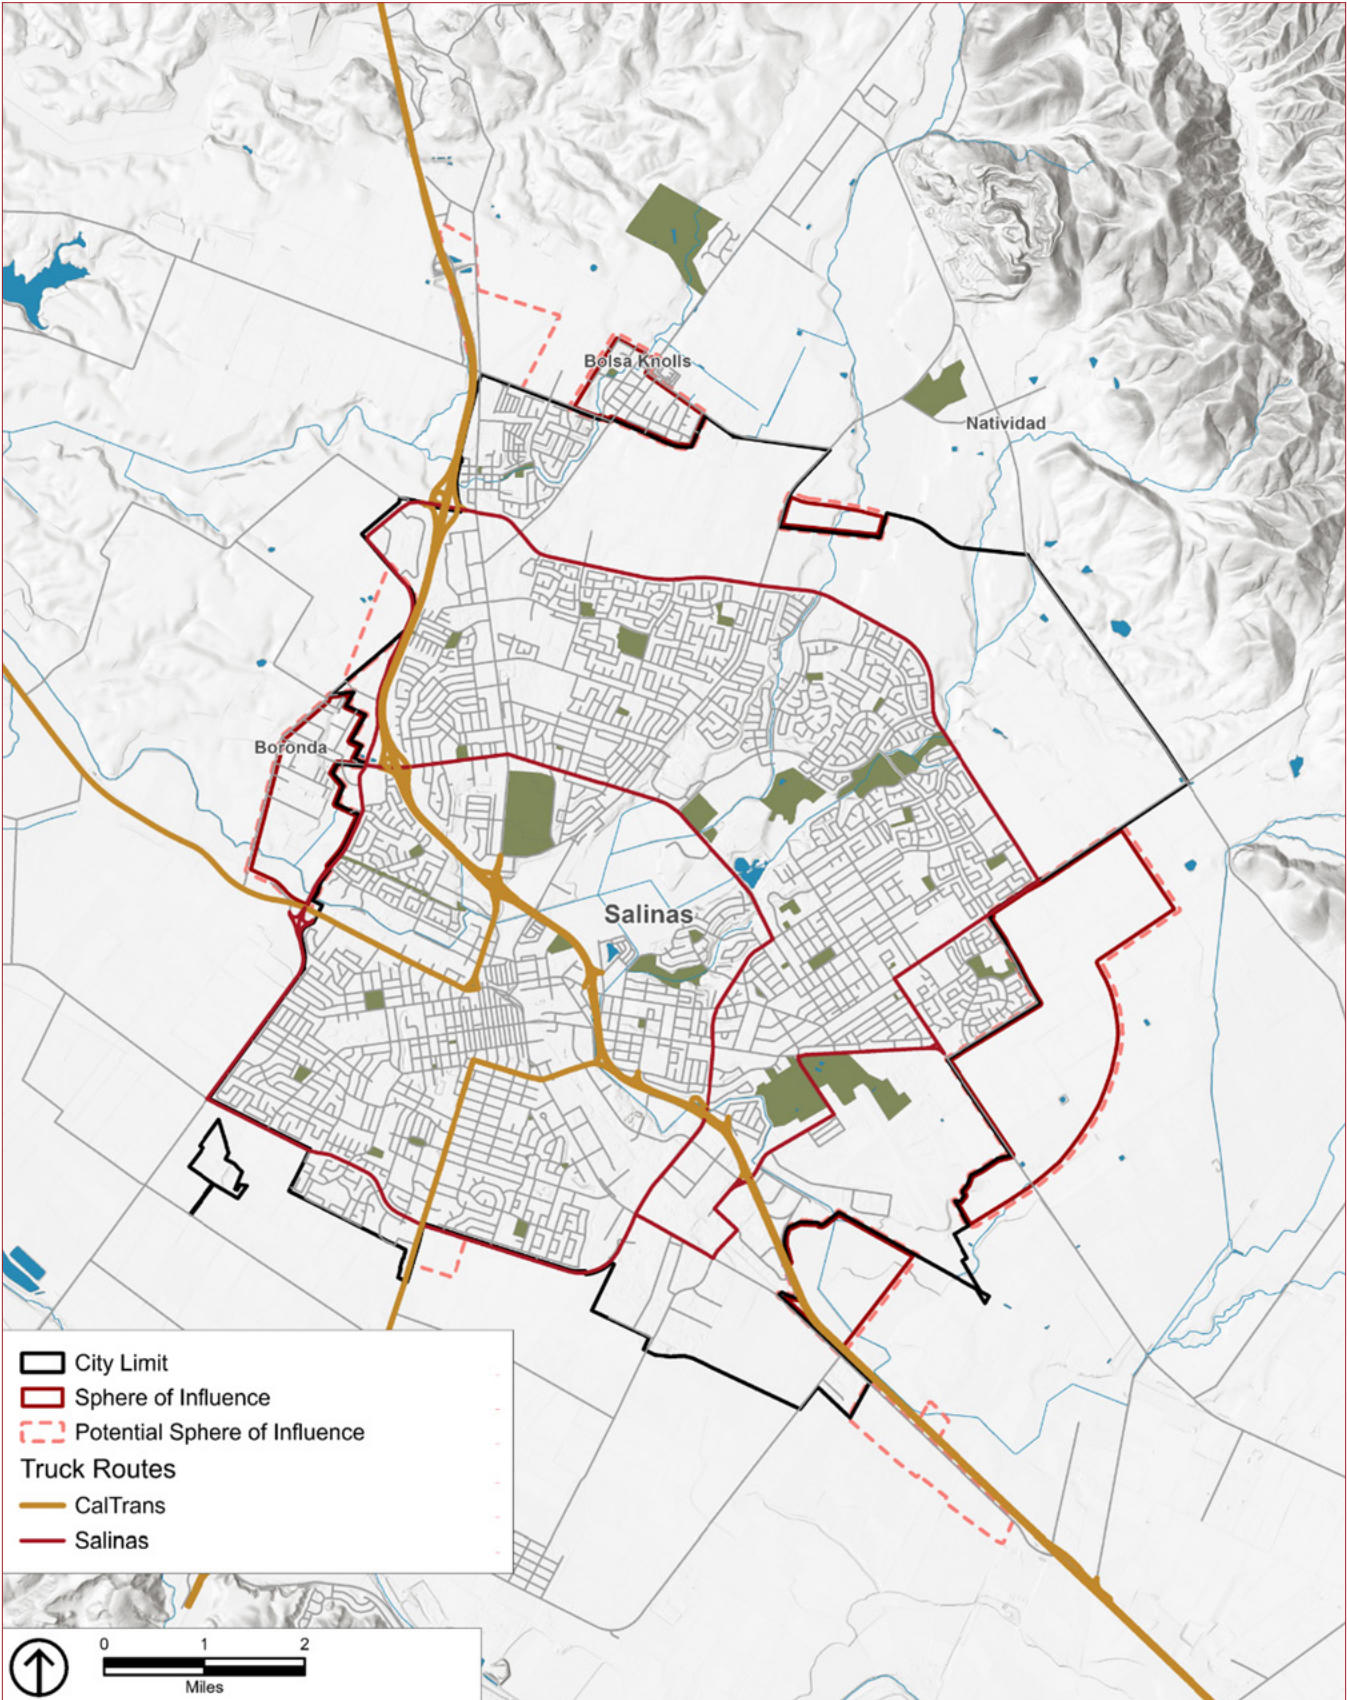 Bolsa Knolls
Natividad
Boronda
Salinas
City Limit
Sphere of Influence
Potential Sphere of Influence
Truck Routes
CalTrans
Salinas
0 1 2
Miles